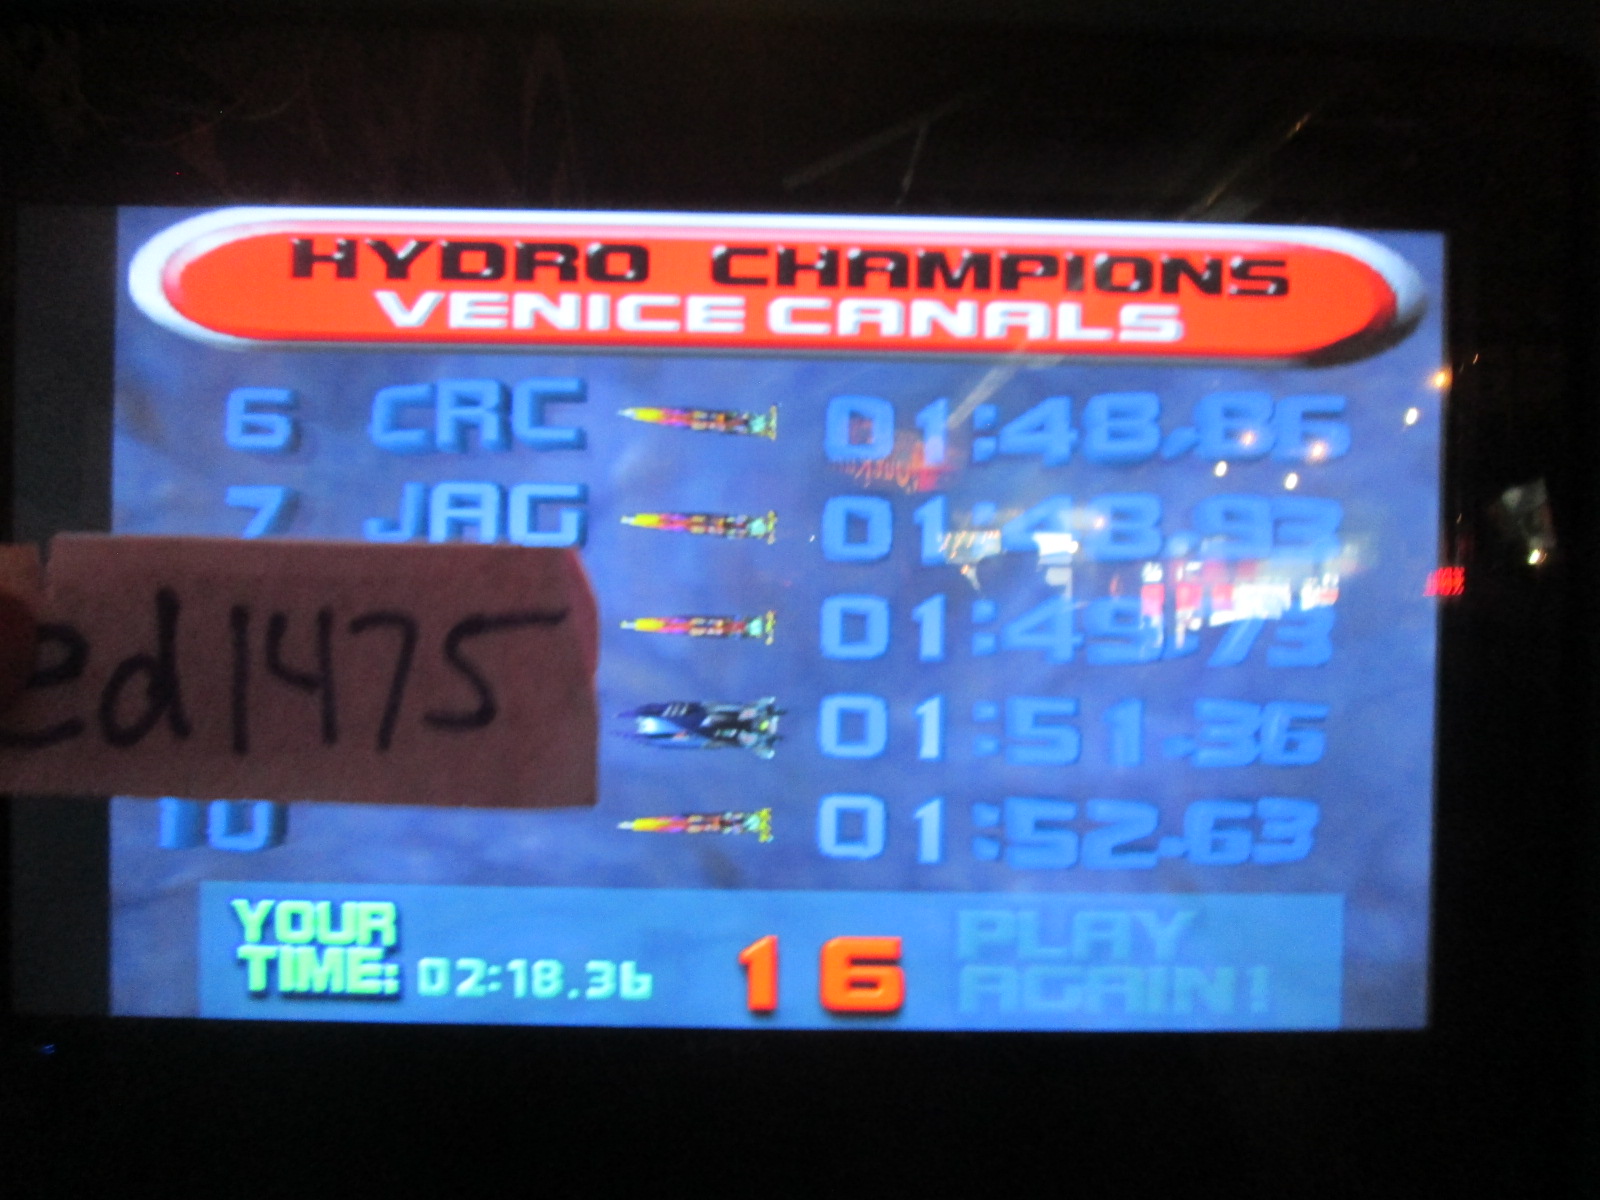 HYDRO CHAMPIONS
VENICE CANALS
6 CRC 01:48.86
7 JAG 01:48.93
01:49.73
ed1475
01:51.36
10 01:52.63
YOUR TIME: 02:18.36 16 PLAY AGAIN!